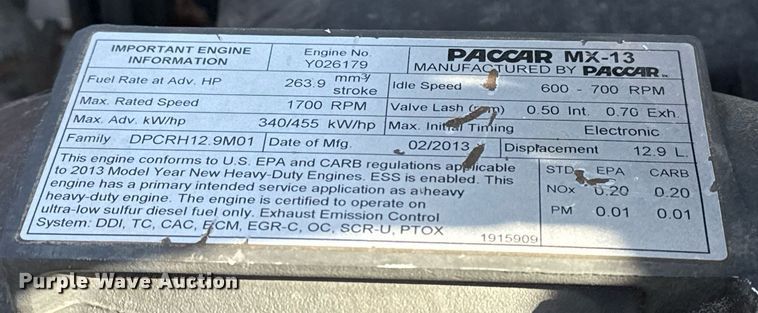 IMPORTANT ENGINE INFORMATION
Engine No. Y026179
PACCAR MX-13
MANUFACTURED BY PACCAR INC
Fuel Rate at Adv. HP 263.9 mm³/stroke
Idle Speed 600 - 700 RPM
Max. Rated Speed 1700 RPM
Valve Lash (mm) 0.50 Int. 0.70 Exh.
Max. Adv. kW/hp 340/455 kW/hp
Max. Initial Timing Electronic
Family DPCRH12.9M01
Date of Mfg. 02/2013
Displacement 12.9 L.
This engine conforms to U.S. EPA and CARB regulations applicable
to 2013 Model Year New Heavy-Duty Engines. ESS is enabled. This
engine has a primary intended service application as a heavy
heavy-duty engine. The engine is certified to operate on
ultra-low sulfur diesel fuel only. Exhaust Emission Control
System: DDI, TC, CAC, ECM, EGR-C, OC, SCR-U, PTOX
STD. EPA CARB
NOx 0.20 0.20
PM 0.01 0.01
1915909
Purple Wave Auction